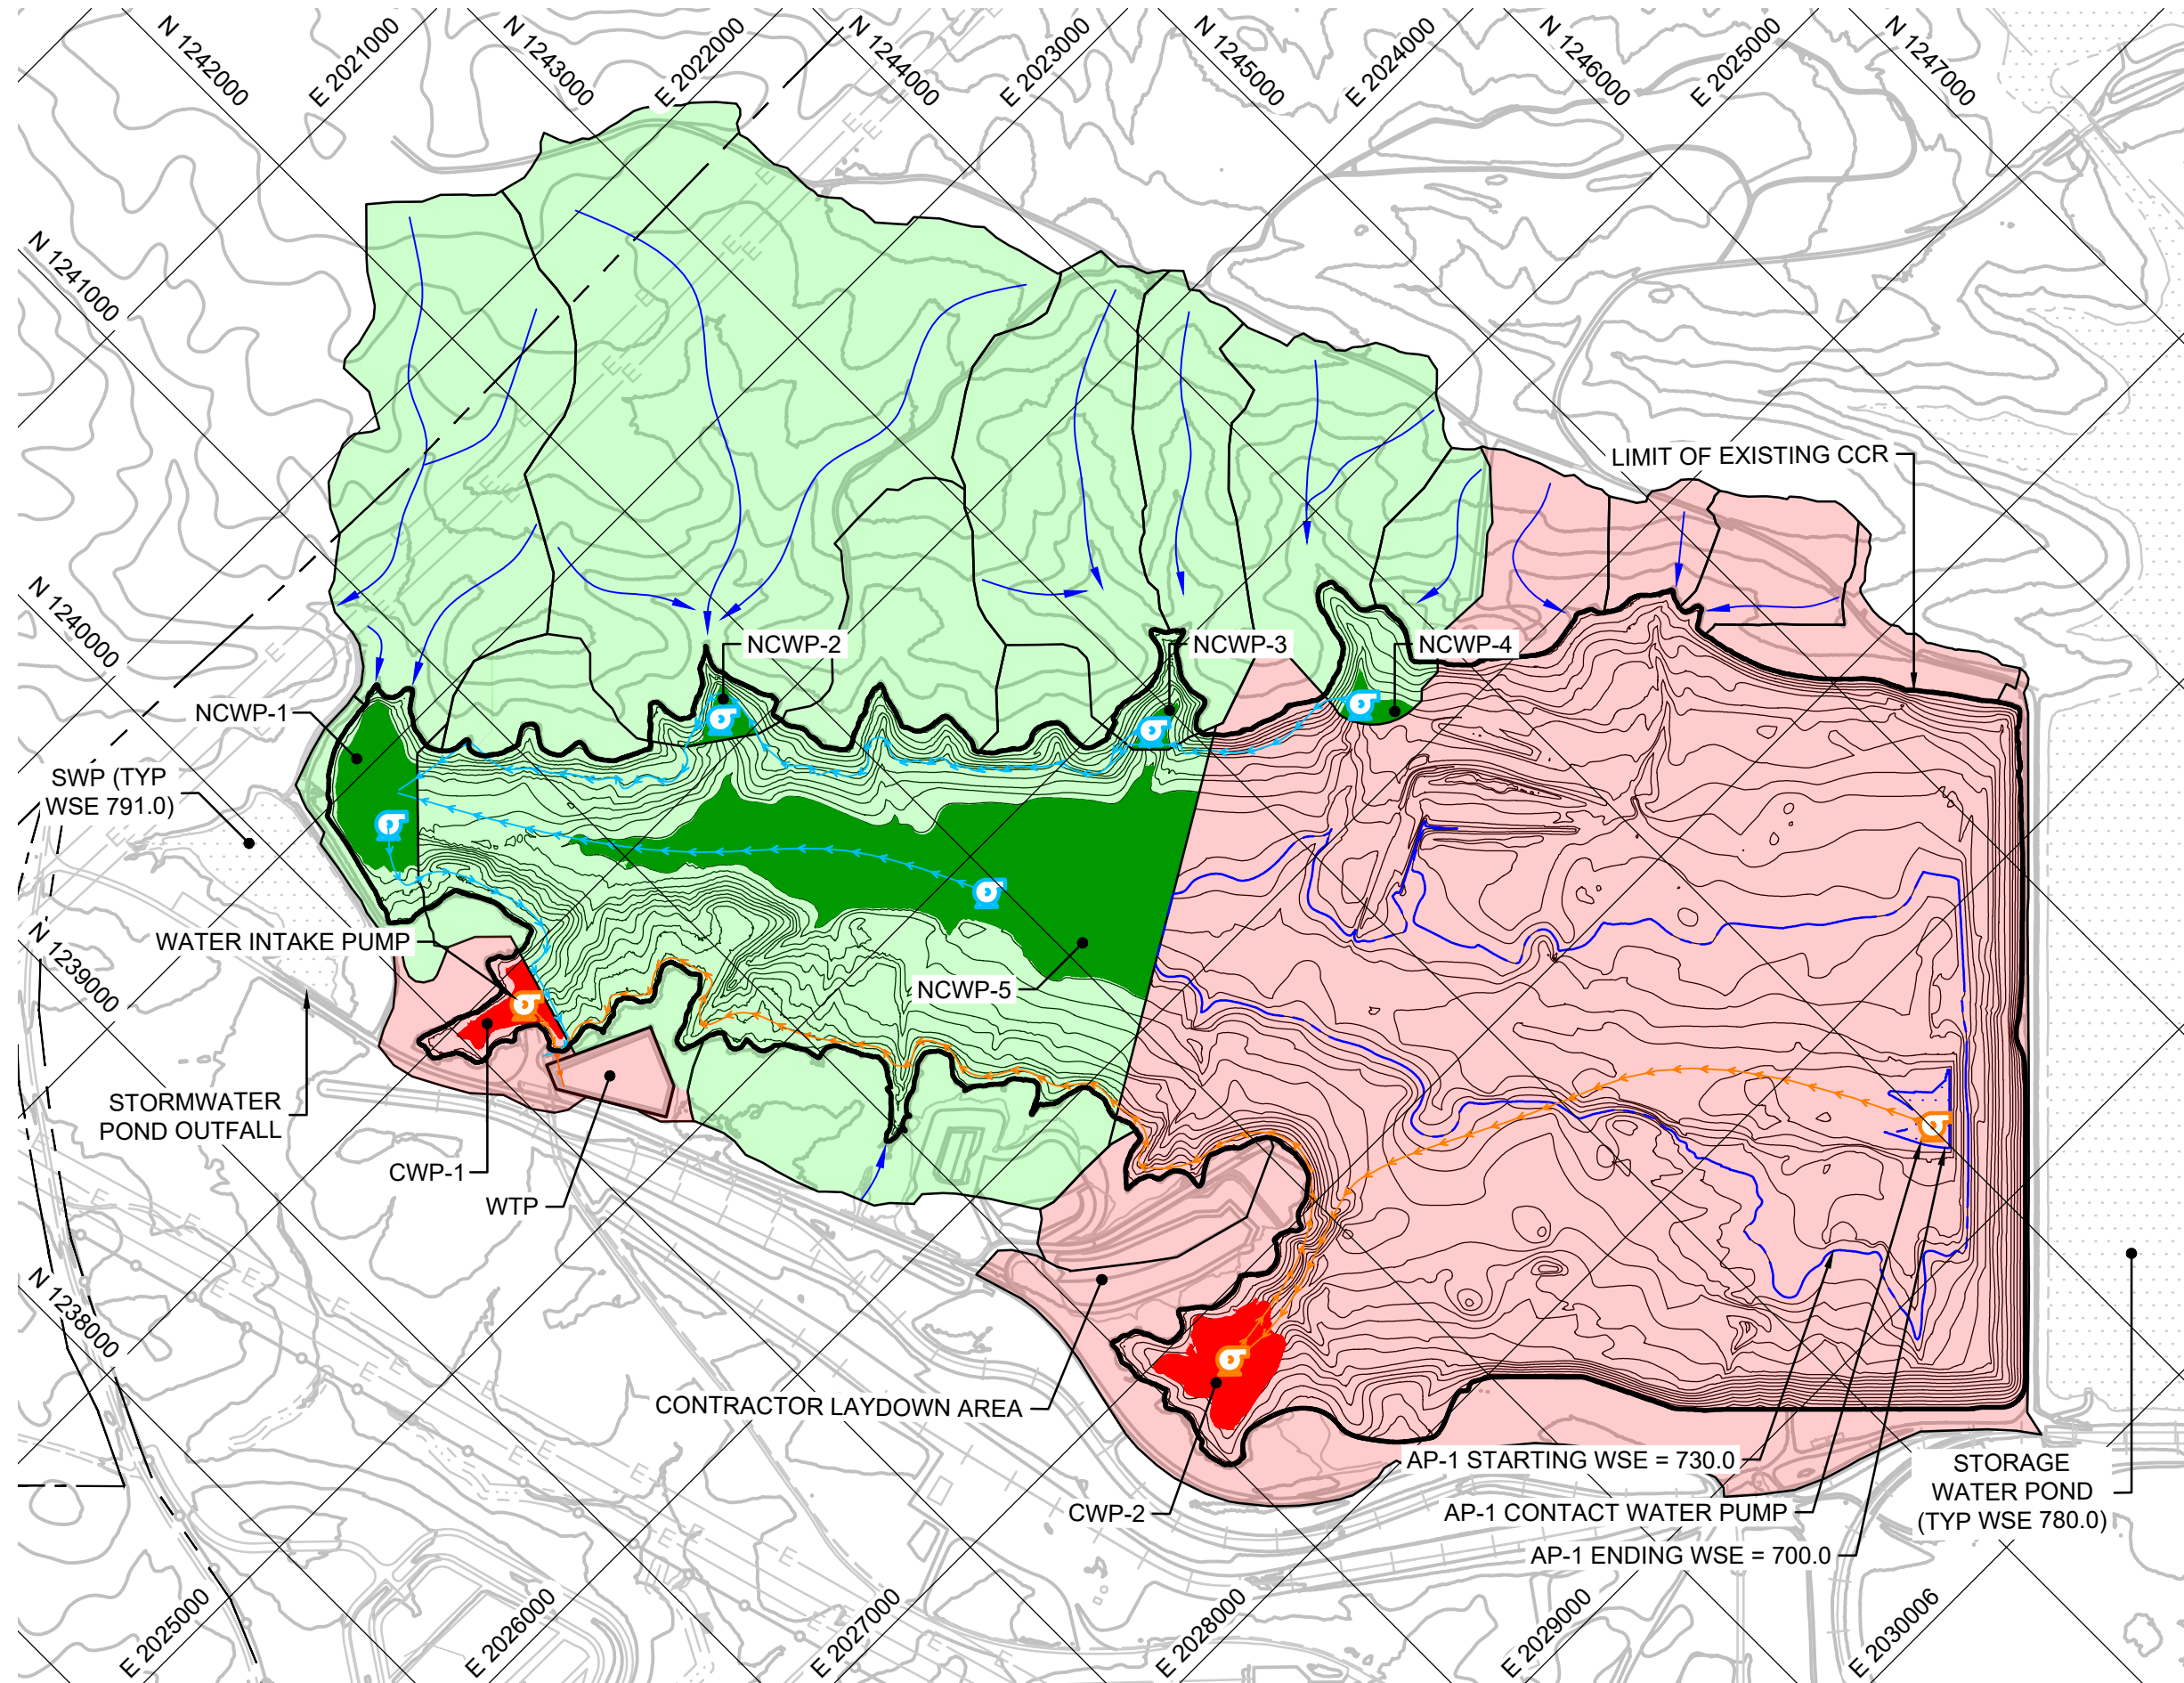 N 1242000
E 2021000
N 1243000
E 2022000
N 1244000
E 2023000
N 1245000
E 2024000
N 1246000
E 2025000
N 1247000
N 1241000
N 1240000
N 1239000
N 1238000
LIMIT OF EXISTING CCR
NCWP-2
NCWP-3
NCWP-4
NCWP-1
SWP (TYP
WSE 791.0)
WATER INTAKE PUMP
NCWP-5
STORMWATER
POND OUTFALL
CWP-1
WTP
CONTRACTOR LAYDOWN AREA
CWP-2
AP-1 STARTING WSE = 730.0
AP-1 CONTACT WATER PUMP
AP-1 ENDING WSE = 700.0
STORAGE
WATER POND
(TYP WSE 780.0)
E 2025000
E 2026000
E 2027000
E 2028000
E 2029000
E 2030006